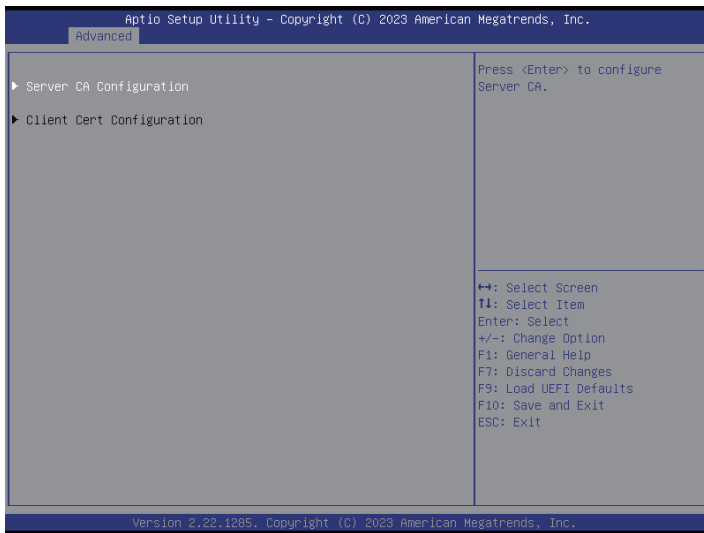 Aptio Setup Utility – Copyright (C) 2023 American Megatrends, Inc.
Advanced
▶ Server CA Configuration
▶ Client Cert Configuration
Press <Enter> to configure
Server CA.
↔: Select Screen
↑↓: Select Item
Enter: Select
+/-: Change Option
F1: General Help
F7: Discard Changes
F9: Load UEFI Defaults
F10: Save and Exit
ESC: Exit
Version 2.22.1285. Copyright (C) 2023 American Megatrends, Inc.